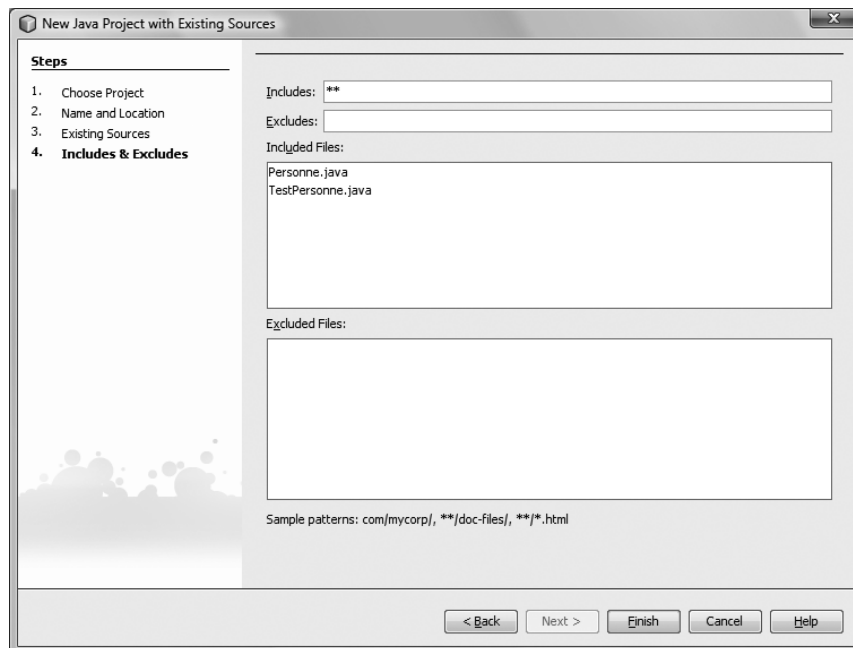 New Java Project with Existing Sources
Steps
1. Choose Project
2. Name and Location
3. Existing Sources
4. Includes & Excludes
Includes: **
Excludes:
Included Files:
Personne.java
TestPersonne.java
Excluded Files:
Sample patterns: com/mycorp/, **/doc-files/, **/*.html
< Back Next > Finish Cancel Help